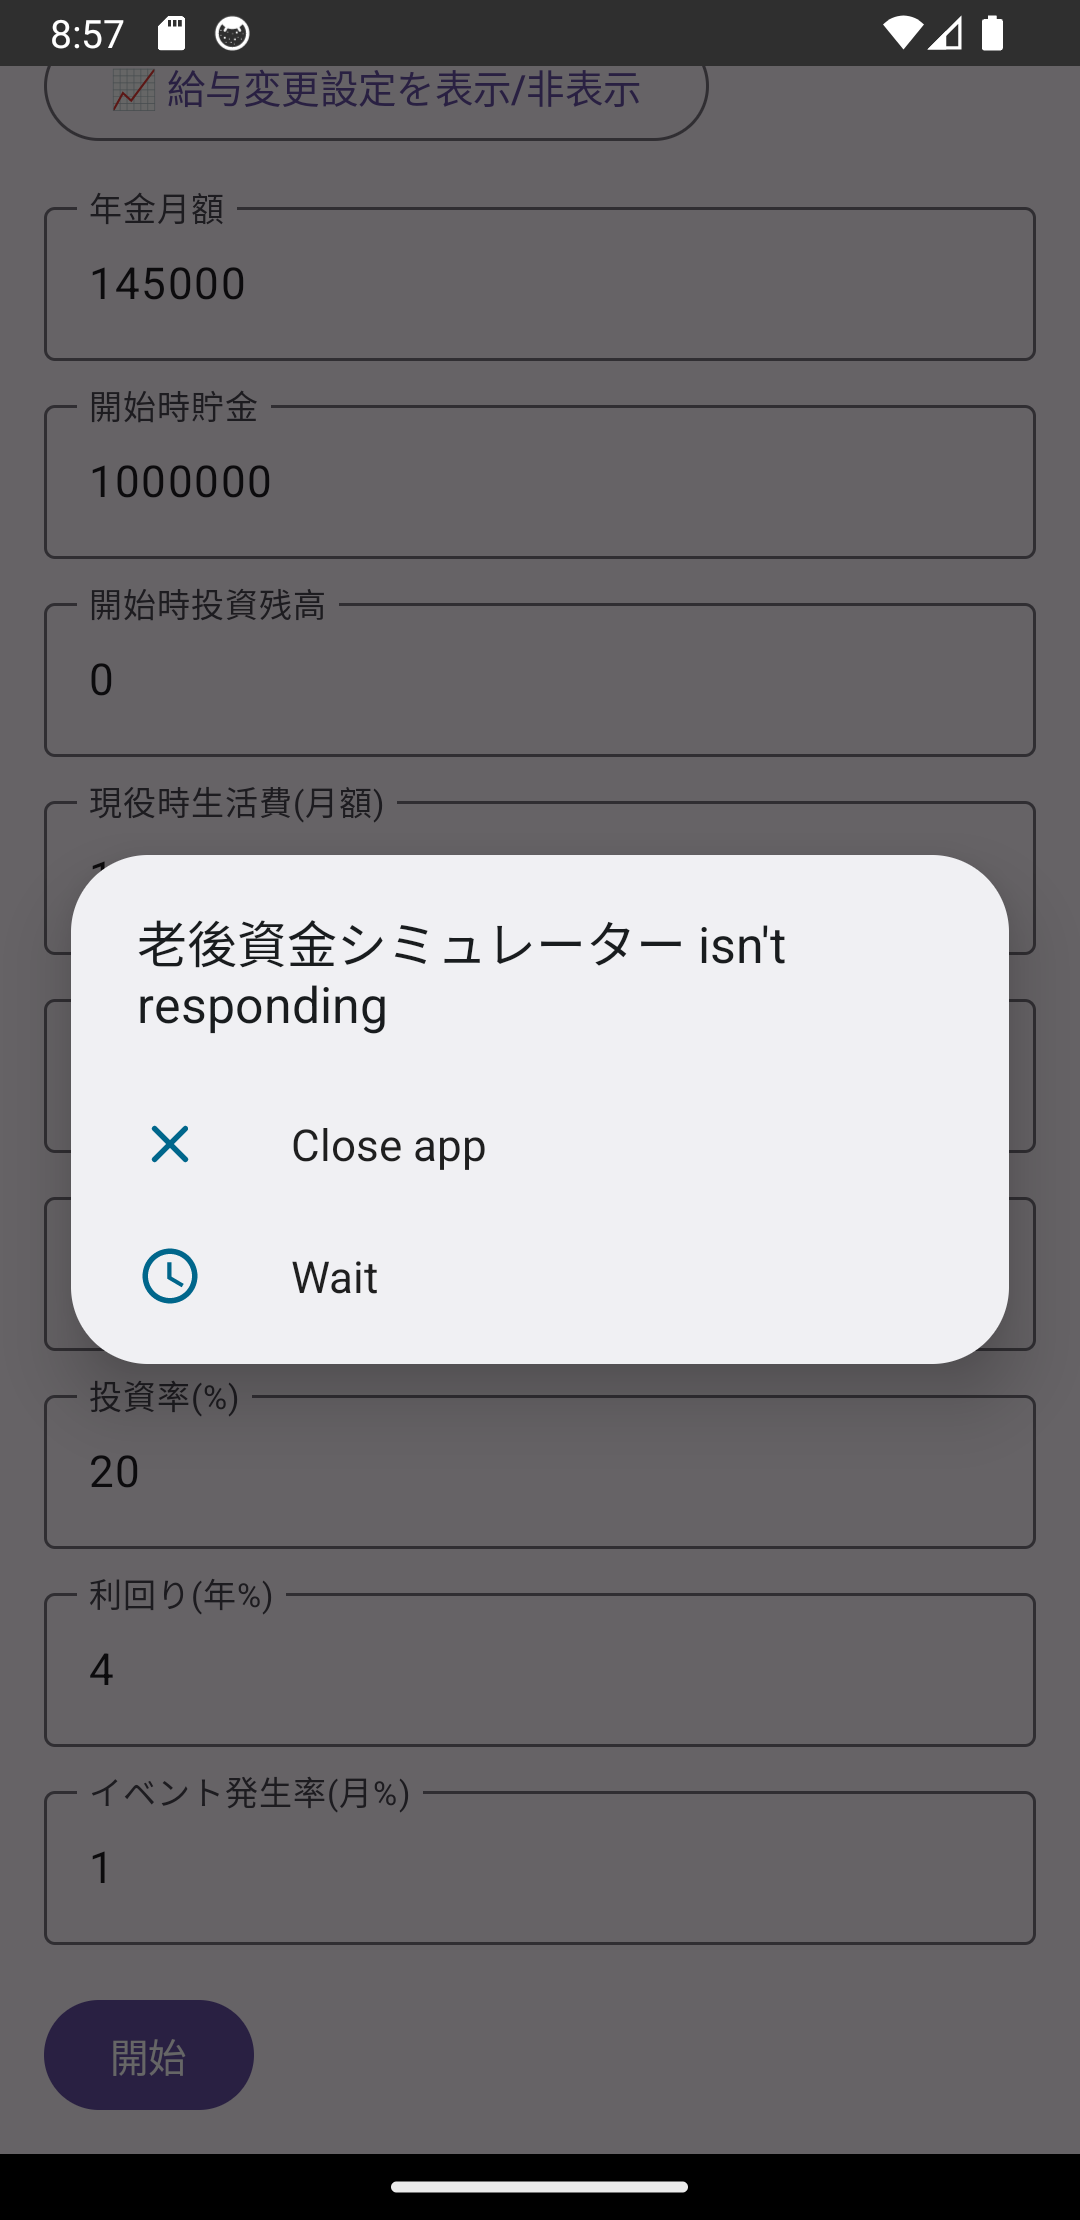 8:57
📈 給与変更設定を表示/非表示
年金月額
145000
開始時貯金
1000000
開始時投資残高
0
現役時生活費(月額)
老後資金シミュレーター isn't
responding
Close app
Wait
投資率(%)
20
利回り(年%)
4
イベント発生率(月%)
1
開始